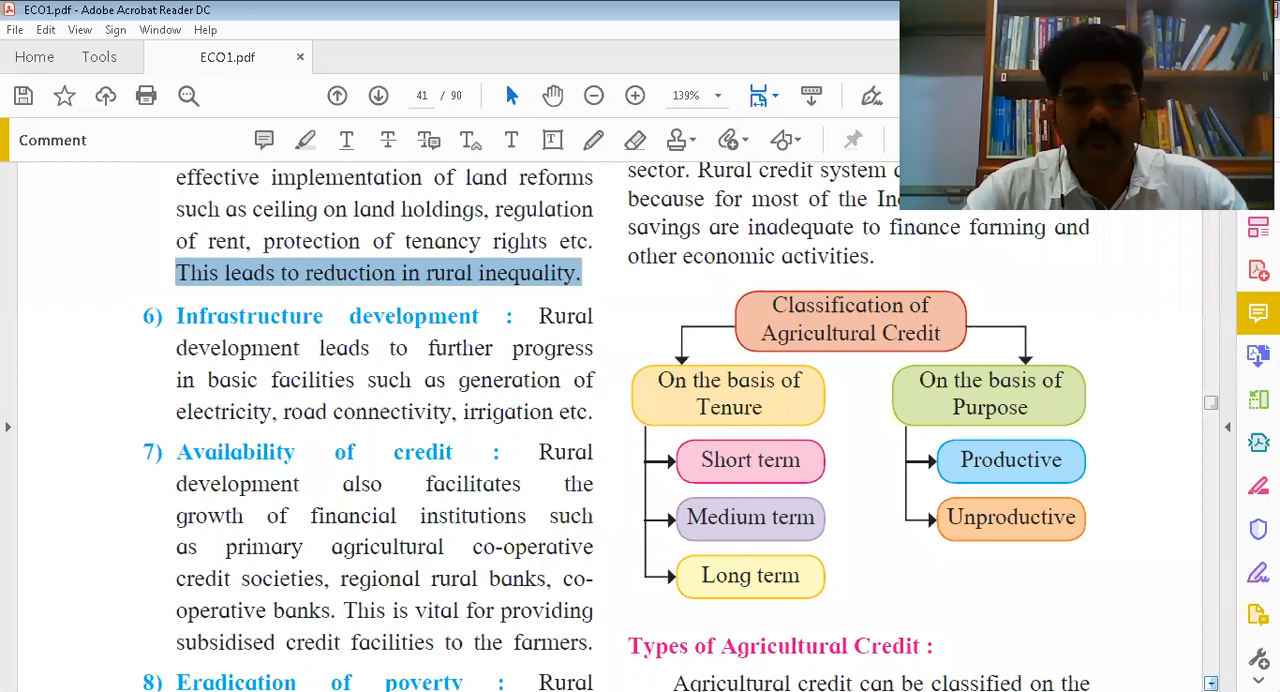 ECO1.pdf - Adobe Acrobat Reader DC
File Edit View Sign Window Help
Home Tools ECO1.pdf ×
41 / 90 139%
Comment
effective implementation of land reforms
such as ceiling on land holdings, regulation
of rent, protection of tenancy rights etc.
This leads to reduction in rural inequality.
6) Infrastructure development : Rural
development leads to further progress
in basic facilities such as generation of
electricity, road connectivity, irrigation etc.
7) Availability of credit : Rural
development also facilitates the
growth of financial institutions such
as primary agricultural co-operative
credit societies, regional rural banks, co-
operative banks. This is vital for providing
subsidised credit facilities to the farmers.
8) Eradication of poverty : Rural
sector. Rural credit system
because for most of the
savings are inadequate to finance farming and
other economic activities.
Classification of
Agricultural Credit
On the basis of
Tenure
Short term
Medium term
Long term
On the basis of
Purpose
Productive
Unproductive
Types of Agricultural Credit :
Agricultural credit can be classified on the